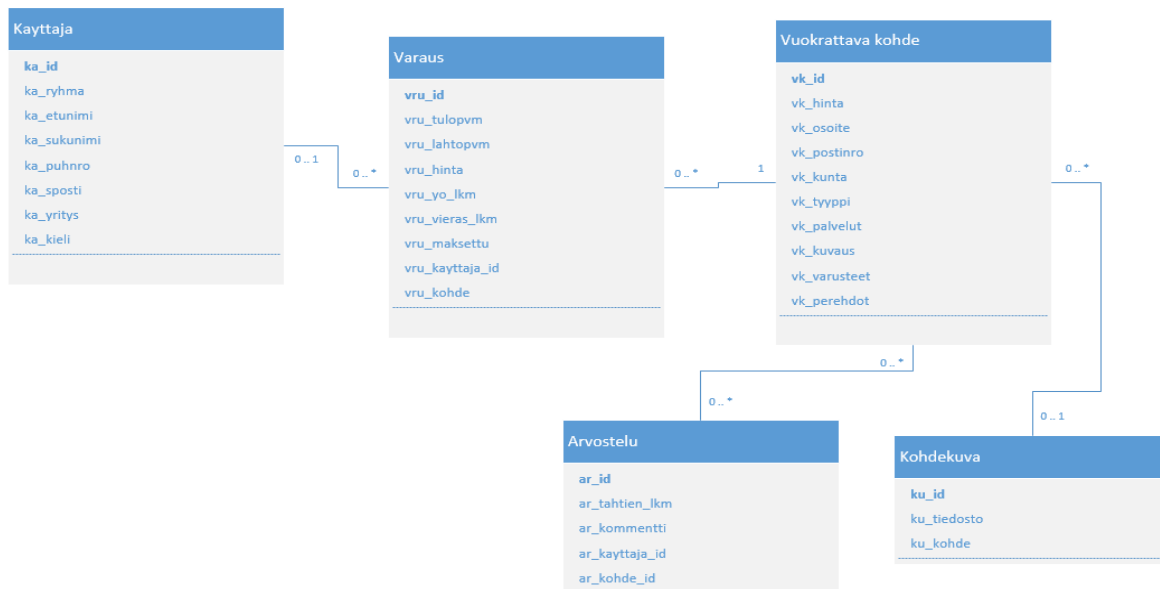 Kayttaja
ka_id
ka_ryhma
ka_etunimi
ka_sukunimi
ka_puhnro
ka_sposti
ka_yritys
ka_kieli
0 .. 1
0 .. *
Varaus
vru_id
vru_tulopvm
vru_lahtopvm
vru_hinta
vru_yo_lkm
vru_vieras_lkm
vru_maksettu
vru_kayttaja_id
vru_kohde
0 .. *
1
Vuokrattava kohde
vk_id
vk_hinta
vk_osoite
vk_postinro
vk_kunta
vk_tyyppi
vk_palvelut
vk_kuvaus
vk_varusteet
vk_perehdot
0 .. *
0 .. *
0 .. *
0 .. 1
Arvostelu
ar_id
ar_tahtien_lkm
ar_kommentti
ar_kayttaja_id
ar_kohde_id
Kohdekuva
ku_id
ku_tiedosto
ku_kohde